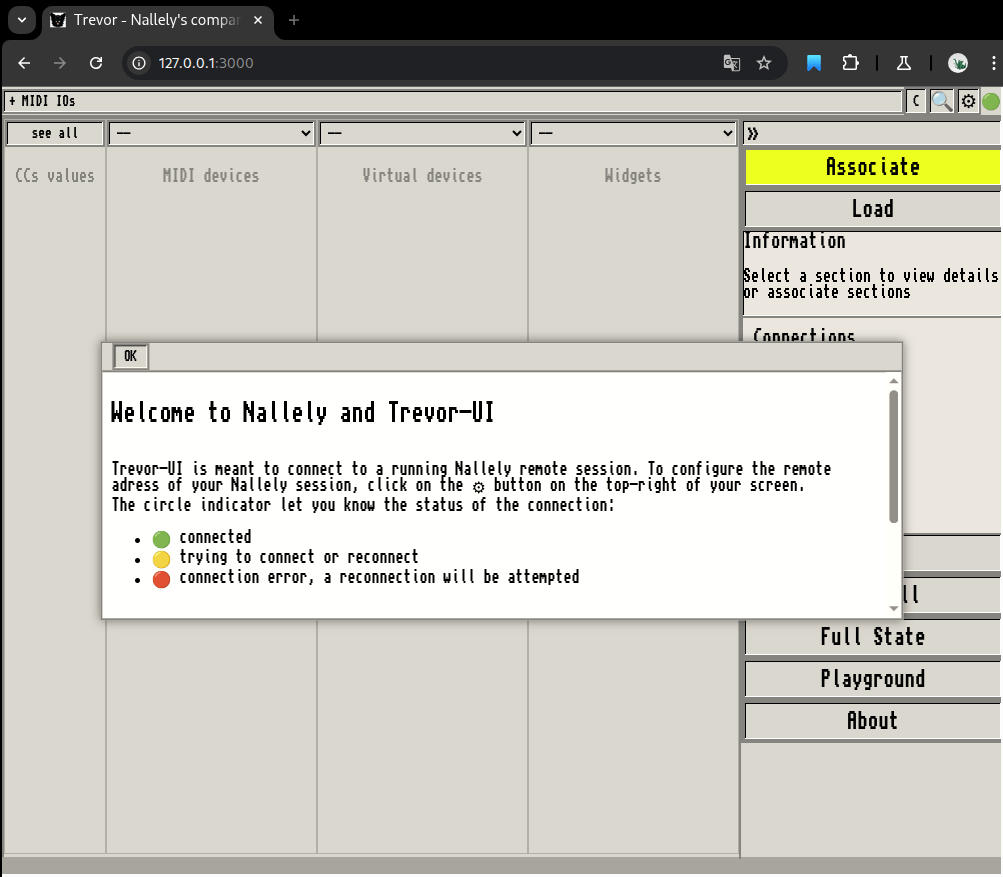 Trevor - Nallely's compar
127.0.0.1:3000
+ MIDI IOs
C
see all
—
—
—
»
CCs values
MIDI devices
Virtual devices
Widgets
Associate
Load
Information
Select a section to view details
or associate sections
Connections
OK
Welcome to Nallely and Trevor-UI
Trevor-UI is meant to connect to a running Nallely remote session. To configure the remote
adress of your Nallely session, click on the ⚙ button on the top-right of your screen.
The circle indicator let you know the status of the connection:
• 🟢 connected
• 🟡 trying to connect or reconnect
• 🔴 connection error, a reconnection will be attempted
ll
Full State
Playground
About